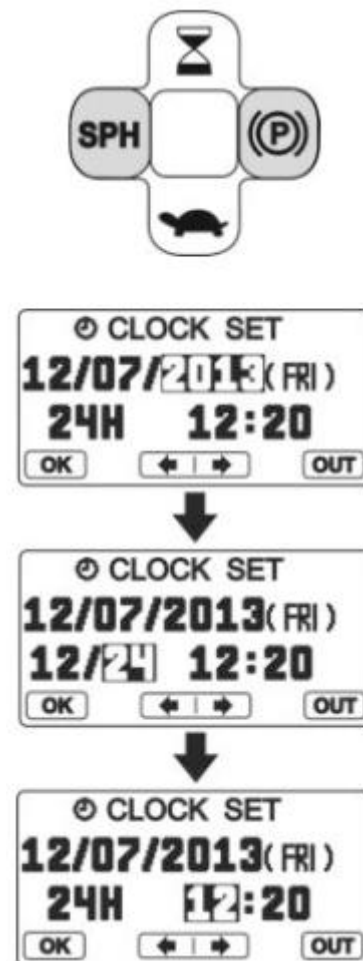 SPH (P)
CLOCK SET
12/07/2013(FRI)
24H 12:20
OK OUT
CLOCK SET
12/07/2013(FRI)
12/24 12:20
OK OUT
CLOCK SET
12/07/2013(FRI)
24H 12:20
OK OUT